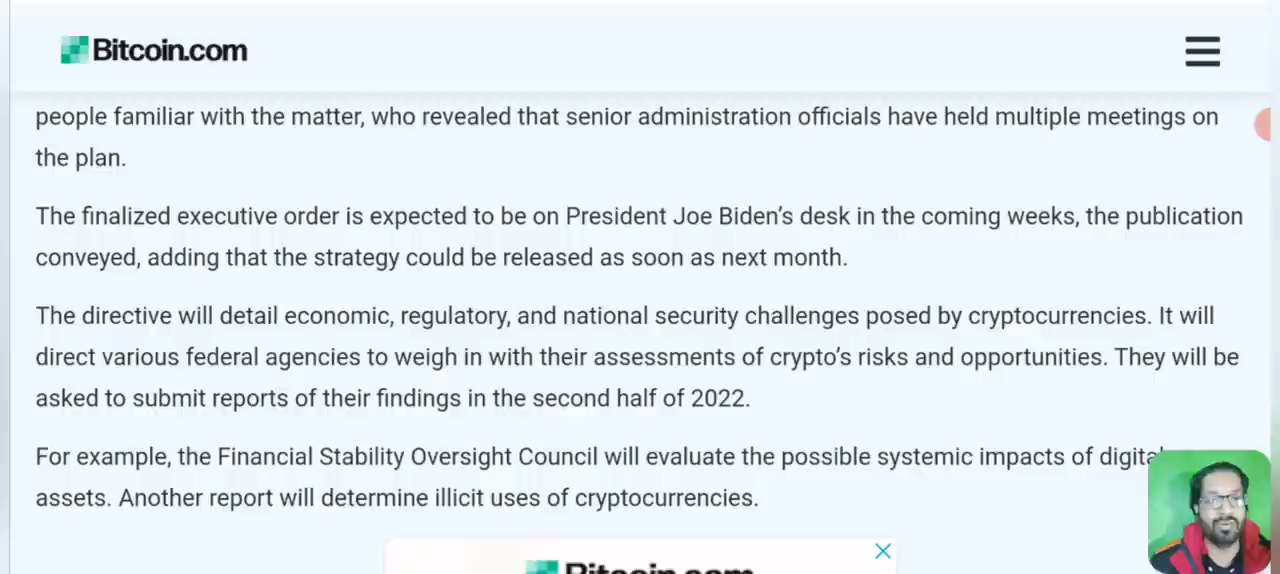 Bitcoin.com
people familiar with the matter, who revealed that senior administration officials have held multiple meetings on
the plan.
The finalized executive order is expected to be on President Joe Biden's desk in the coming weeks, the publication
conveyed, adding that the strategy could be released as soon as next month.
The directive will detail economic, regulatory, and national security challenges posed by cryptocurrencies. It will
direct various federal agencies to weigh in with their assessments of crypto's risks and opportunities. They will be
asked to submit reports of their findings in the second half of 2022.
For example, the Financial Stability Oversight Council will evaluate the possible systemic impacts of digital
assets. Another report will determine illicit uses of cryptocurrencies.
Bitcoin.com